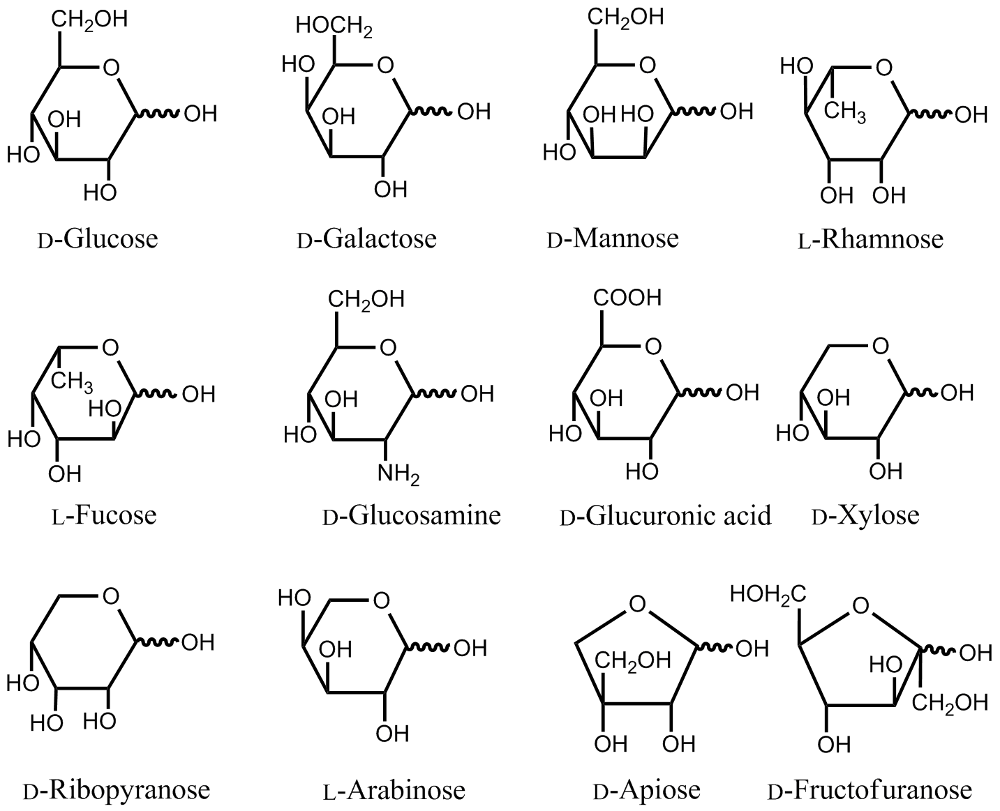 CH2OH
O
OH
OH
HO
HO
D-Glucose
HOCH2
HO
O
OH
OH
OH
D-Galactose
CH2OH
O
OH HO
OH
HO
D-Mannose
HO
O
CH3
OH
OH OH
L-Rhamnose
O
CH3
HO
OH
HO
OH
L-Fucose
CH2OH
O
OH
OH
HO
NH2
D-Glucosamine
COOH
O
OH
OH
HO
HO
D-Glucuronic acid
O
OH
OH
HO
OH
D-Xylose
O
OH
HO
HO HO
D-Ribopyranose
HO
O
OH
OH
OH
L-Arabinose
O
OH
CH2OH
OH OH
D-Apiose
HOH2C
O
HO
OH
CH2OH
OH
D-Fructofuranose